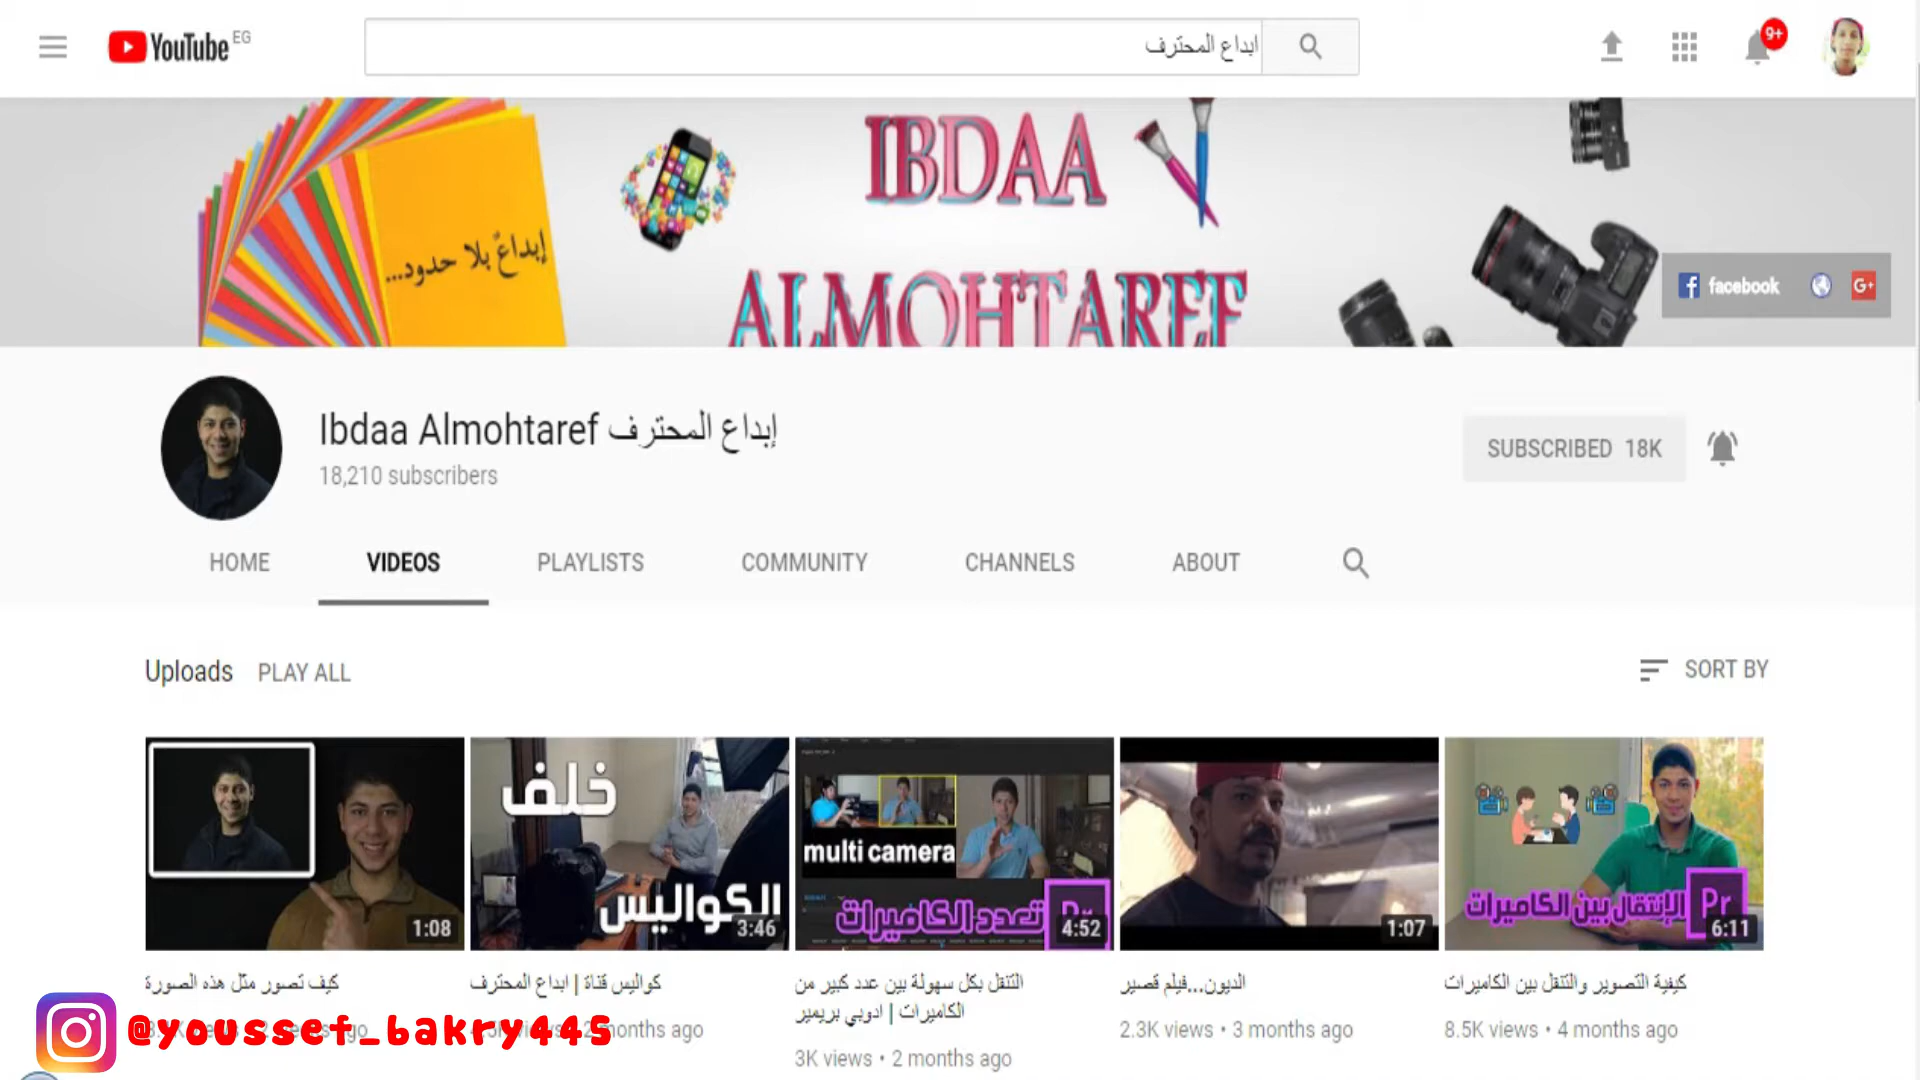 YouTube EG
ابداع المحترف
9+
IBDAA
ALMOHTAREF
إبداعٌ بلا حدود...
facebook
G+
Ibdaa Almohtaref إبداع المحترف
18,210 subscribers
SUBSCRIBED 18K
HOME VIDEOS PLAYLISTS COMMUNITY CHANNELS ABOUT
Uploads PLAY ALL
SORT BY
1:08
خلف
الكواليس
3:46
multi camera
تعدد الكاميرات
4:52
1:07
الإنتقال بين الكاميرات
Pr
6:11
كيف تصور مثل هذه الصورة
كواليس قناة | ابداع المحترف
months ago
التنقل بكل سهولة بين عدد كبير من
الكاميرات | ادوبي بريمير
3K views • 2 months ago
الديون...فيلم قصير
2.3K views • 3 months ago
كيفية التصوير والتنقل بين الكاميرات
8.5K views • 4 months ago
@youssef_bakry445